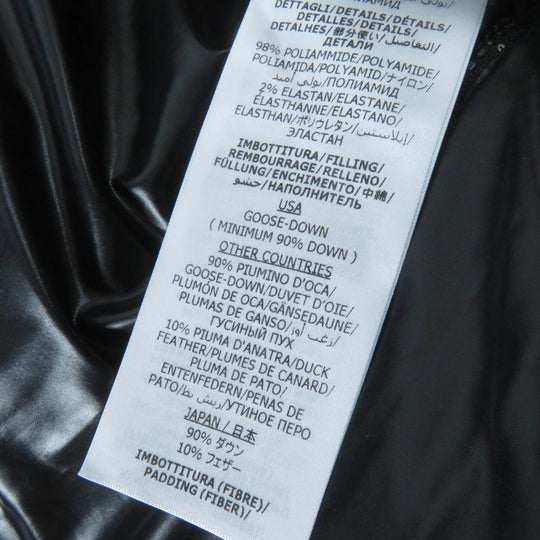 DETTAGLI/DETAILS/DÉTAILS/
DETALLES/DETAILS/
DETALHES/部分使い/التفاصيل/
ДЕТАЛИ
98% POLIAMMIDE/POLYAMIDE/
POLIAMIDA/POLYAMID/ナイロン/
بولي أميد/ПОЛИАМИД
2% ELASTAN/ELASTANE/
ÉLASTHANNE/ELASTANO/
ELASTHAN/ポリウレタン/إيلاستين/
ЭЛАСТАН
IMBOTTITURA/FILLING/
REMBOURRAGE/RELLENO/
FÜLLUNG/ENCHIMENTO/中綿/
حشو/НАПОЛНИТЕЛЬ
USA
GOOSE-DOWN
( MINIMUM 90% DOWN )
OTHER COUNTRIES
90% PIUMINO D'OCA/
GOOSE-DOWN/DUVET D'OIE/
PLUMÓN DE OCA/GÄNSEDAUNE/
PLUMAS DE GANSO/زغب أوز/
ГУСИНЫЙ ПУХ
10% PIUMA D'ANATRA/DUCK
FEATHER/PLUMES DE CANARD/
PLUMA DE PATO/
ENTENFEDERN/PENAS DE
PATO/ريش بط/УТИНОЕ ПЕРО
JAPAN / 日本
90% ダウン
10% フェザー
IMBOTTITURA (FIBRE)/
PADDING (FIBER)/